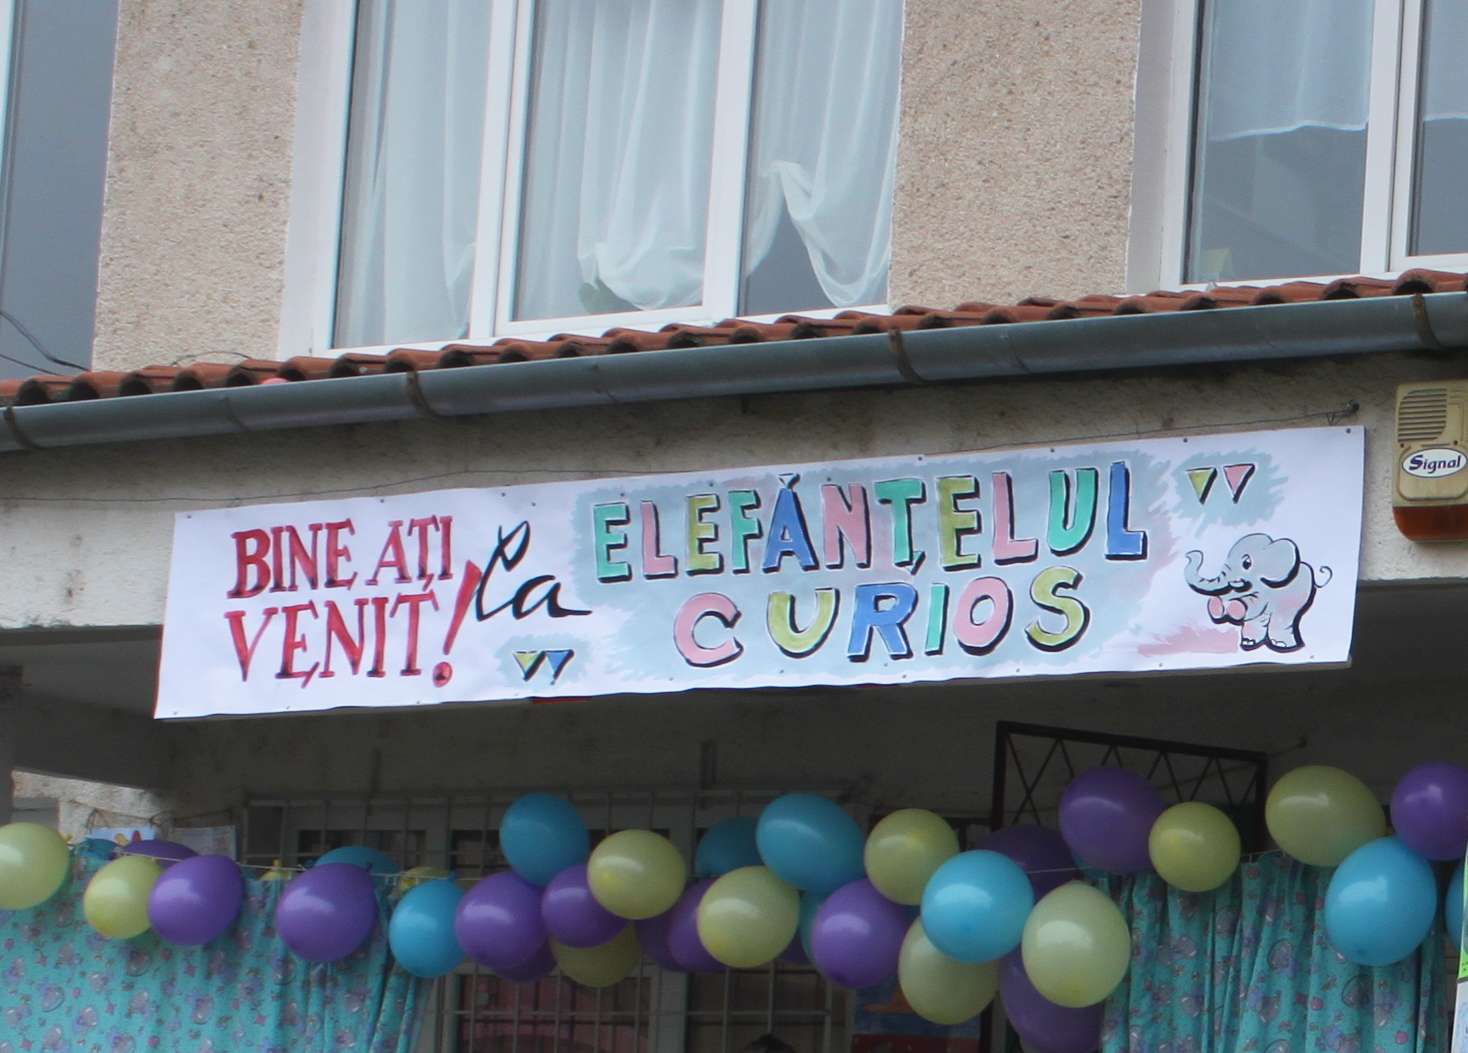 BINE AȚI
VENIT!
la
ELEFĂNȚELUL
CURIOS
Signal